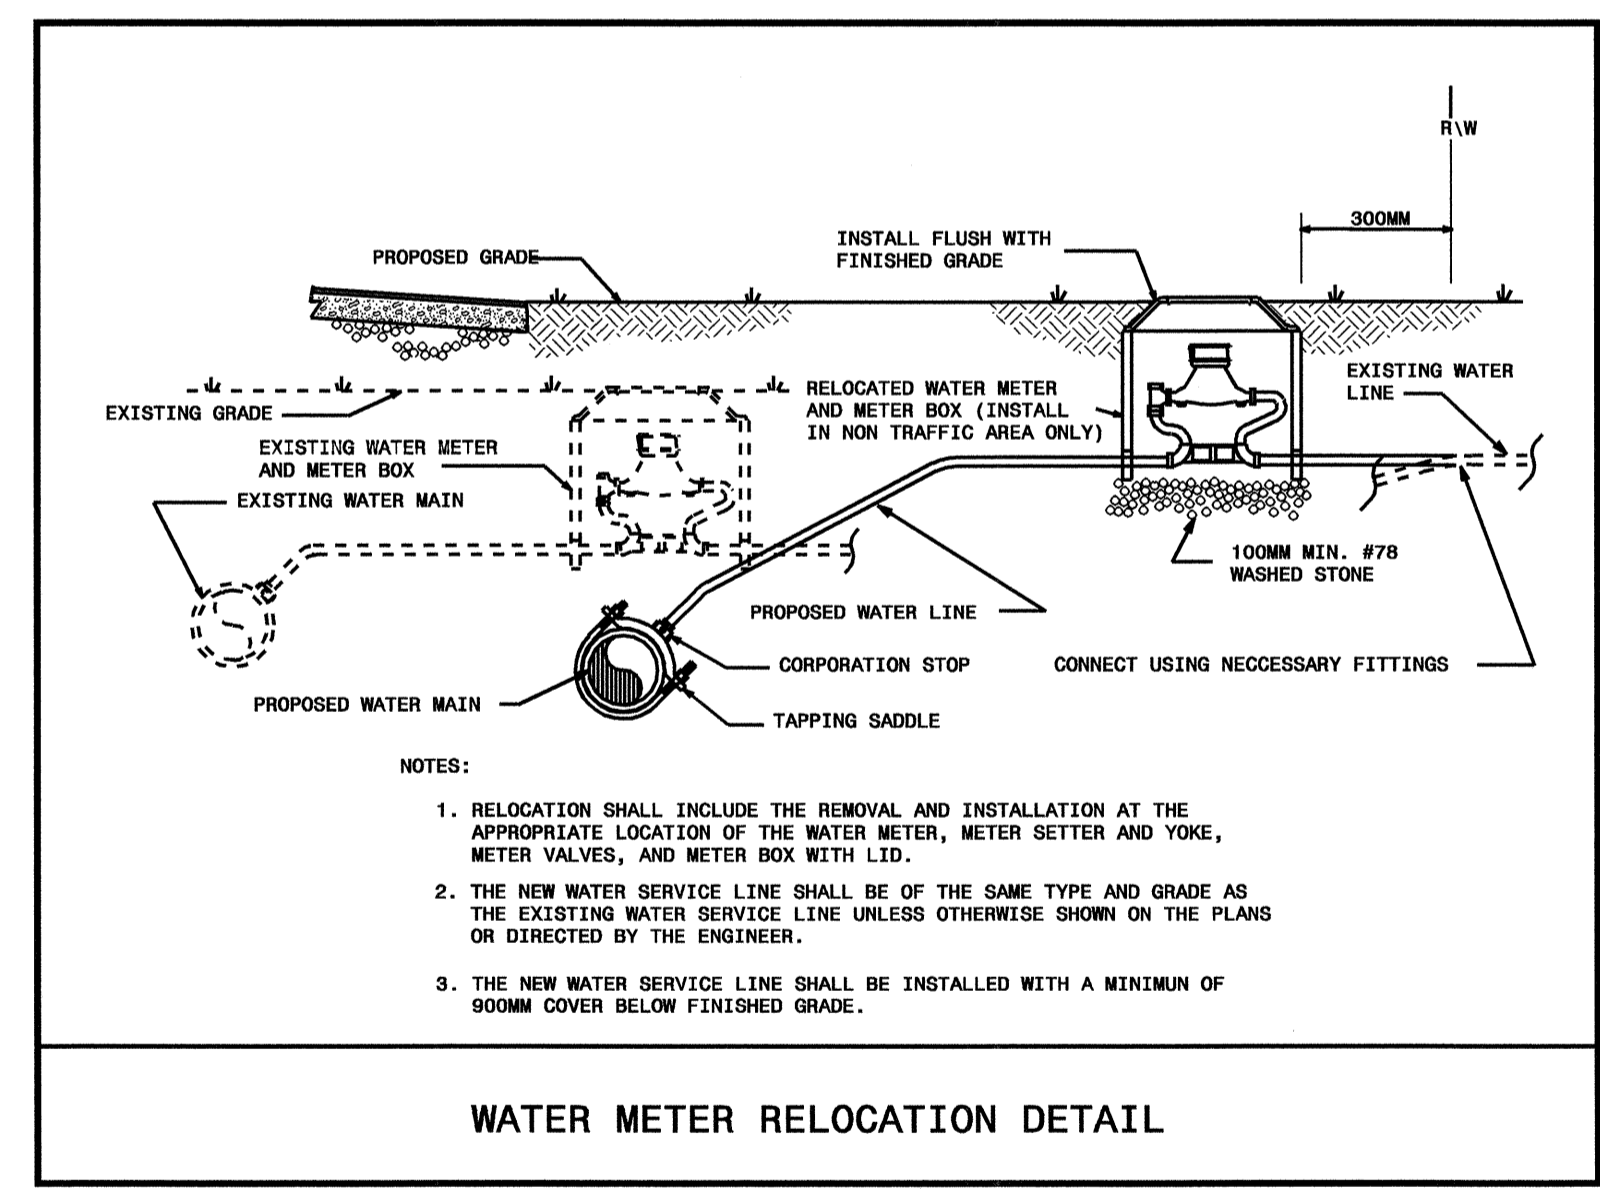 R\W
300MM
INSTALL FLUSH WITH
FINISHED GRADE
PROPOSED GRADE
EXISTING WATER
LINE
RELOCATED WATER METER
AND METER BOX (INSTALL
IN NON TRAFFIC AREA ONLY)
EXISTING GRADE
EXISTING WATER METER
AND METER BOX
EXISTING WATER MAIN
100MM MIN. #78
WASHED STONE
PROPOSED WATER LINE
CORPORATION STOP
CONNECT USING NECCESSARY FITTINGS
PROPOSED WATER MAIN
TAPPING SADDLE
NOTES:
1. RELOCATION SHALL INCLUDE THE REMOVAL AND INSTALLATION AT THE
APPROPRIATE LOCATION OF THE WATER METER, METER SETTER AND YOKE,
METER VALVES, AND METER BOX WITH LID.
2. THE NEW WATER SERVICE LINE SHALL BE OF THE SAME TYPE AND GRADE AS
THE EXISTING WATER SERVICE LINE UNLESS OTHERWISE SHOWN ON THE PLANS
OR DIRECTED BY THE ENGINEER.
3. THE NEW WATER SERVICE LINE SHALL BE INSTALLED WITH A MINIMUN OF
900MM COVER BELOW FINISHED GRADE.
WATER METER RELOCATION DETAIL